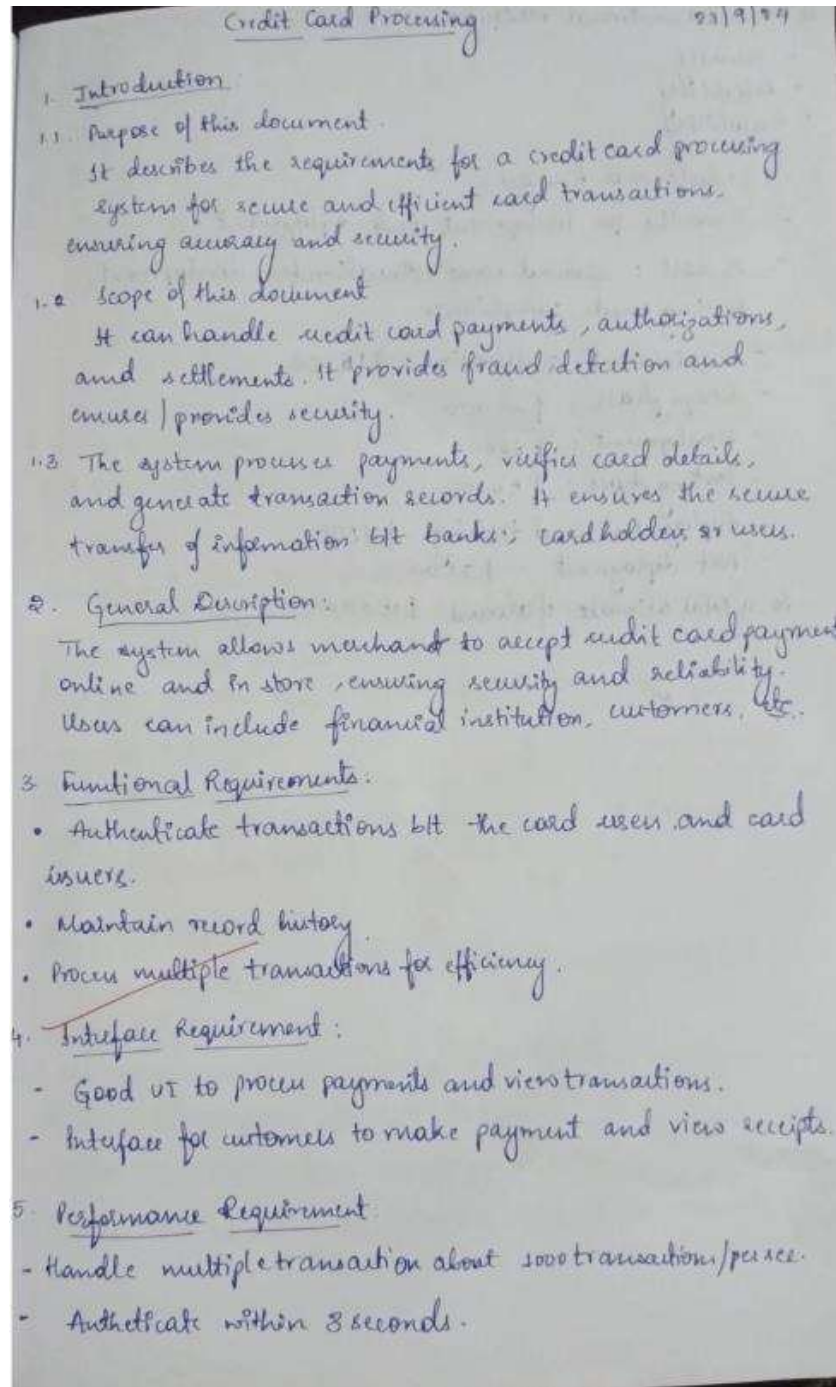 Credit Card Processing 23/9/24
1. Introduction:
1.1. Purpose of this document.
It describes the requirements for a credit card processing
system for secure and efficient card transactions.
ensuring accuracy and security.
1.2 Scope of this document
It can handle credit card payments, authorizations,
and settlements. It provides fraud detection and
ensures/provides security.
1.3 The system processes payments, verifies card details,
and generate transaction records. It ensures the secure
transfer of information b/t banks, cardholders or users.
2. General Description:
The system allows merchant to accept credit card payment
online and in store, ensuring security and reliability.
Users can include financial institution, customers, etc.
3. Functional Requirements:
• Authenticate transactions b/t the card users and card
issuers.
• Maintain record history.
• Process multiple transactions for efficiency.
4. Interface Requirement:
- Good UI to process payments and view transactions.
- Interface for customers to make payment and view receipts.
5. Performance Requirement
- Handle multiple transaction about 1000 transactions/per sec.
-Autheticate within 3 seconds.